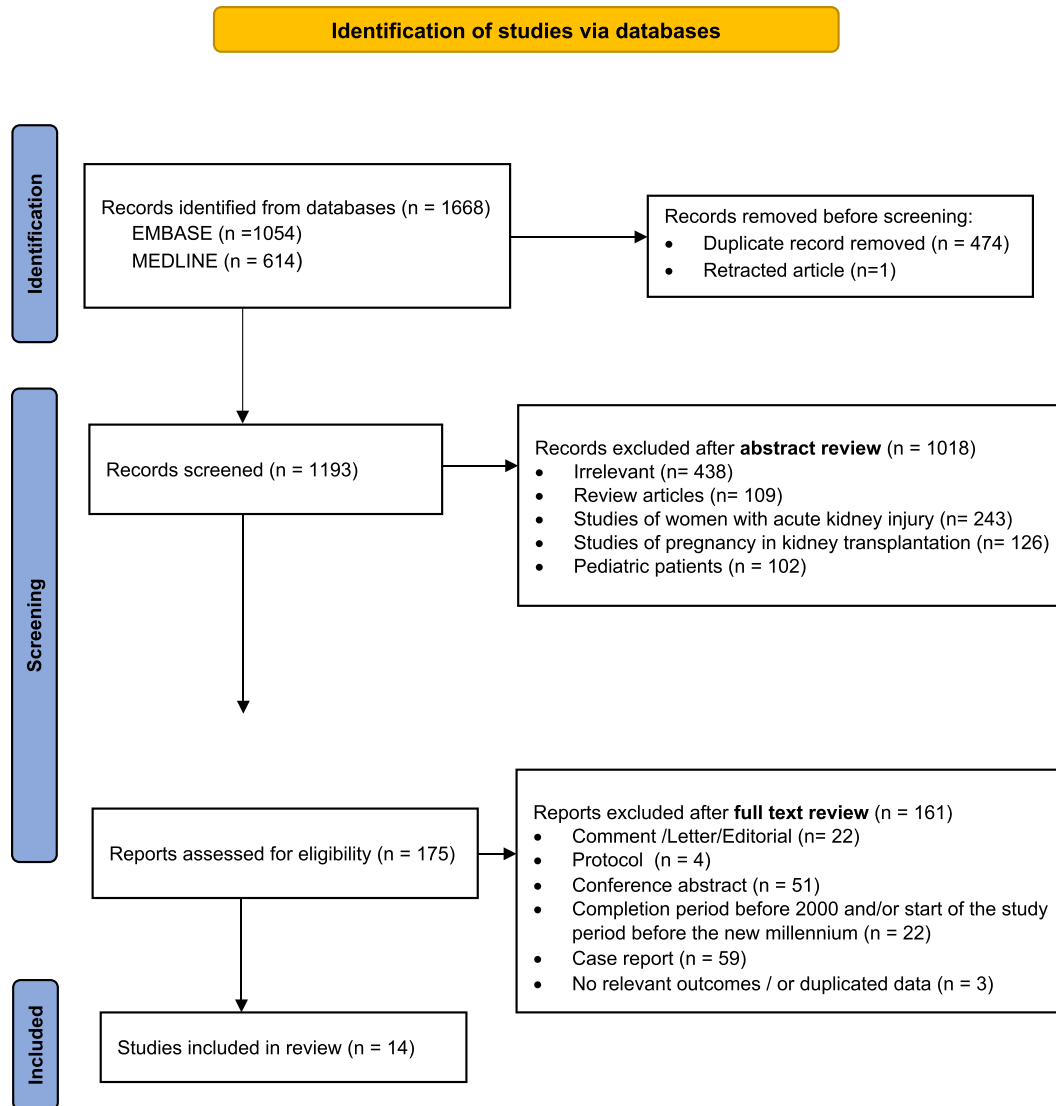 Identification of studies via databases
Identification
Records identified from databases (n = 1668)
EMBASE (n =1054)
MEDLINE (n = 614)
Records removed before screening:
• Duplicate record removed (n = 474)
• Retracted article (n=1)
Screening
Records screened (n = 1193)
Records excluded after abstract review (n = 1018)
• Irrelevant (n= 438)
• Review articles (n= 109)
• Studies of women with acute kidney injury (n= 243)
• Studies of pregnancy in kidney transplantation (n= 126)
• Pediatric patients (n = 102)
Reports assessed for eligibility (n = 175)
Reports excluded after full text review (n = 161)
• Comment /Letter/Editorial (n= 22)
• Protocol (n = 4)
• Conference abstract (n = 51)
• Completion period before 2000 and/or start of the study
period before the new millennium (n = 22)
• Case report (n = 59)
• No relevant outcomes / or duplicated data (n = 3)
Included
Studies included in review (n = 14)